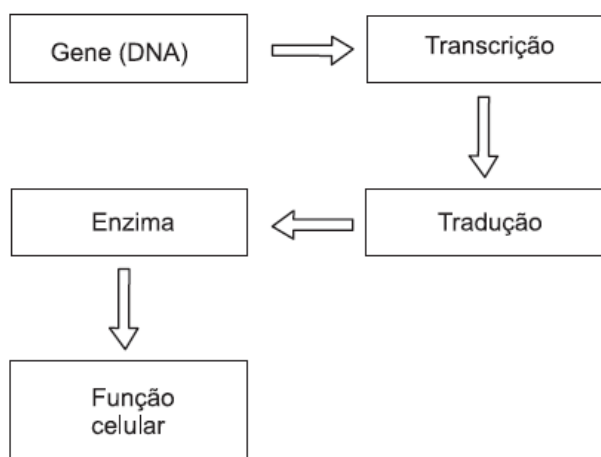 Gene (DNA)
Transcrição
Tradução
Enzima
Função
celular